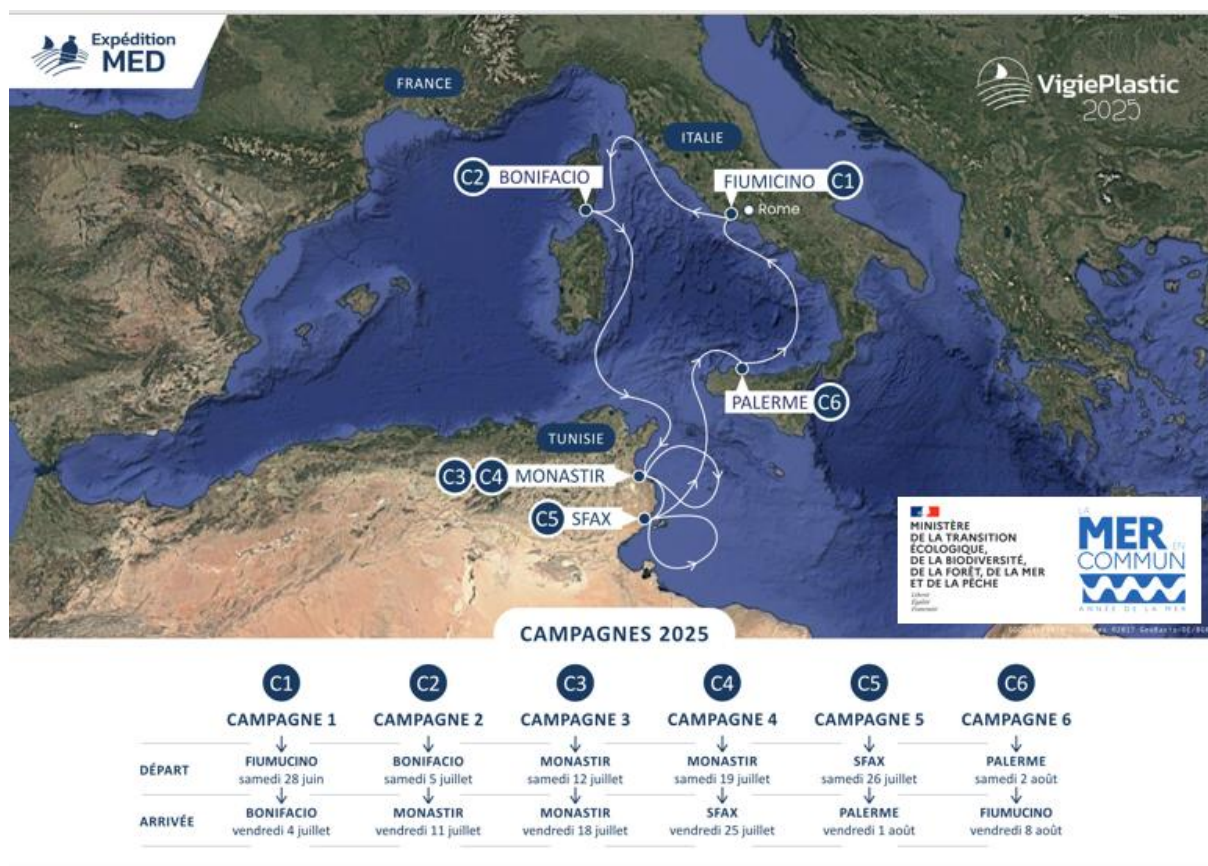 Expédition
MED
VigiePlastic
2025
FRANCE
ITALIE
C2 BONIFACIO
FIUMICINO C1
Rome
PALERME C6
TUNISIE
C3 C4 MONASTIR
C5 SFAX
MINISTÈRE
DE LA TRANSITION
ÉCOLOGIQUE,
DE LA BIODIVERSITÉ,
DE LA FORÊT, DE LA MER
ET DE LA PÊCHE
Liberté
Égalité
Fraternité
LA
MER EN
COMMUN
ANNÉE DE LA MER
CAMPAGNES 2025
C1 C2 C3 C4 C5 C6
CAMPAGNE 1 CAMPAGNE 2 CAMPAGNE 3 CAMPAGNE 4 CAMPAGNE 5 CAMPAGNE 6
DÉPART
FIUMUCINO BONIFACIO MONASTIR MONASTIR SFAX PALERME
samedi 28 juin samedi 5 juillet samedi 12 juillet samedi 19 juillet samedi 26 juillet samedi 2 août
ARRIVÉE
BONIFACIO MONASTIR MONASTIR SFAX PALERME FIUMUCINO
vendredi 4 juillet vendredi 11 juillet vendredi 18 juillet vendredi 25 juillet vendredi 1 août vendredi 8 août